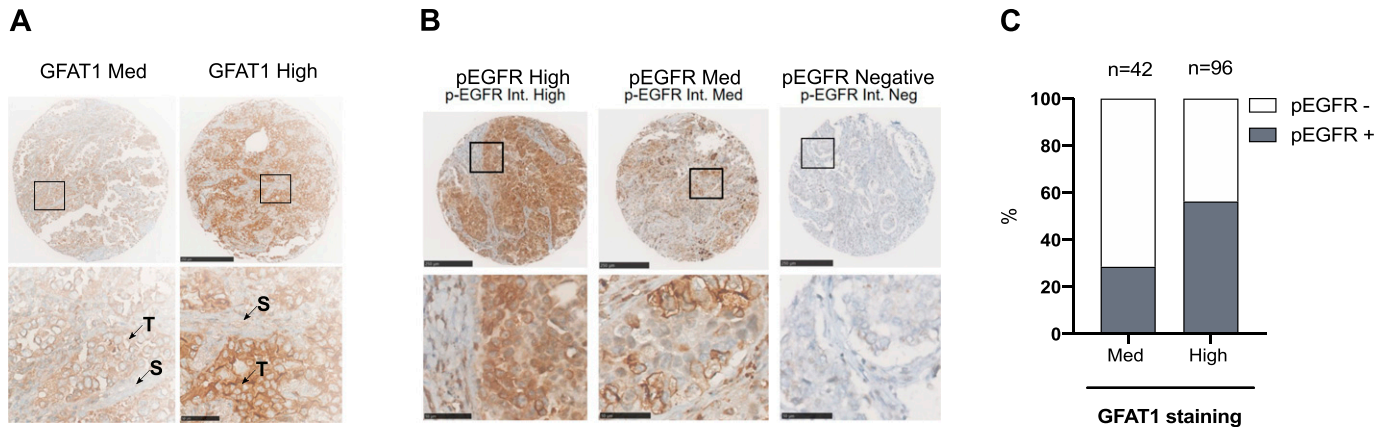 A
GFAT1 Med
GFAT1 High
T
S
S
T
B
pEGFR High
p-EGFR Int. High
pEGFR Med
p-EGFR Int. Med
pEGFR Negative
p-EGFR Int. Neg
C
n=42
n=96
100
80
60
40
20
0
%
pEGFR -
pEGFR +
Med
High
GFAT1 staining